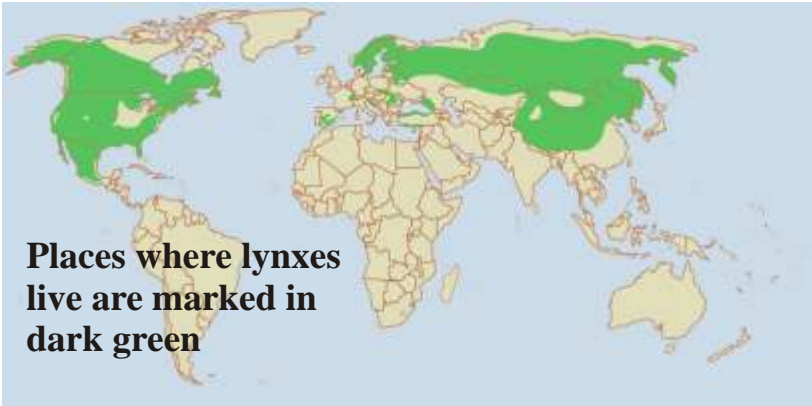 Places where lynxes
live are marked in
dark green